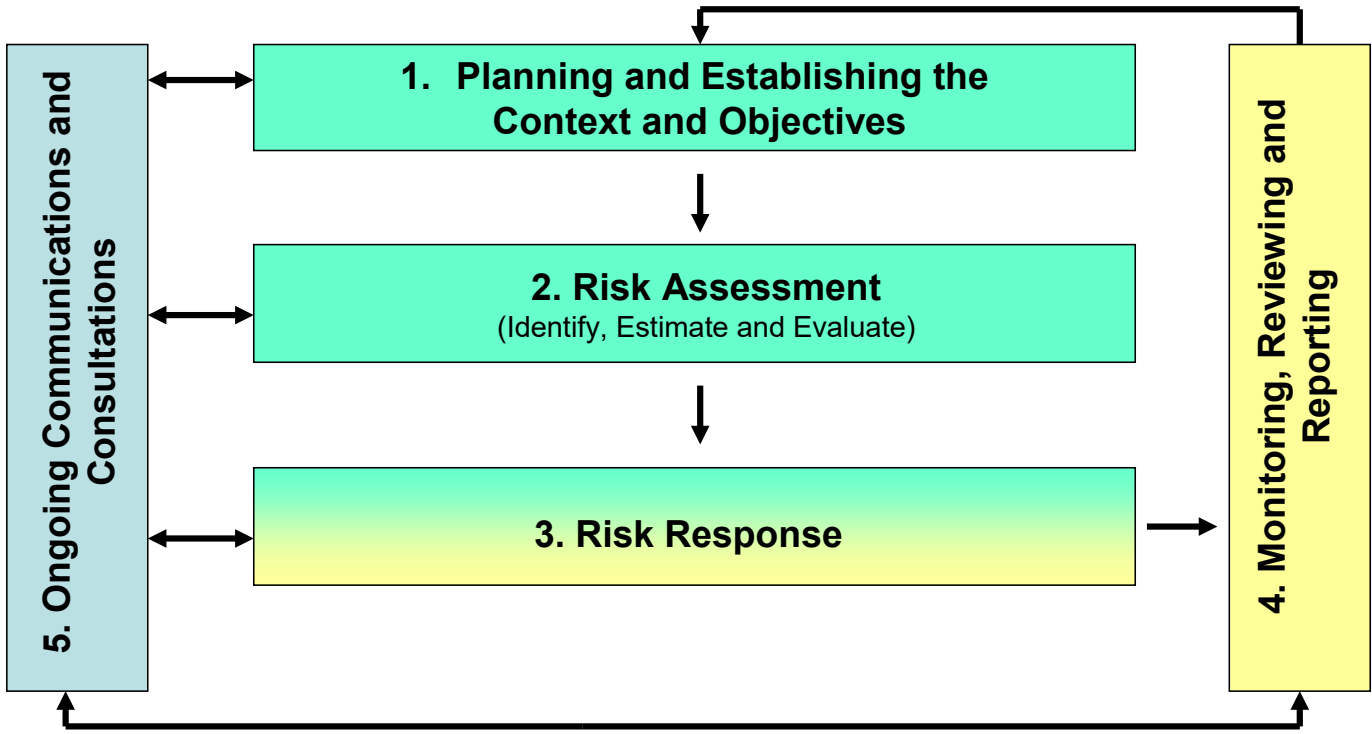 1. Planning and Establishing the
Context and Objectives
2. Risk Assessment
(Identify, Estimate and Evaluate)
3. Risk Response
4. Monitoring, Reviewing and
Reporting
5. Ongoing Communications and
Consultations